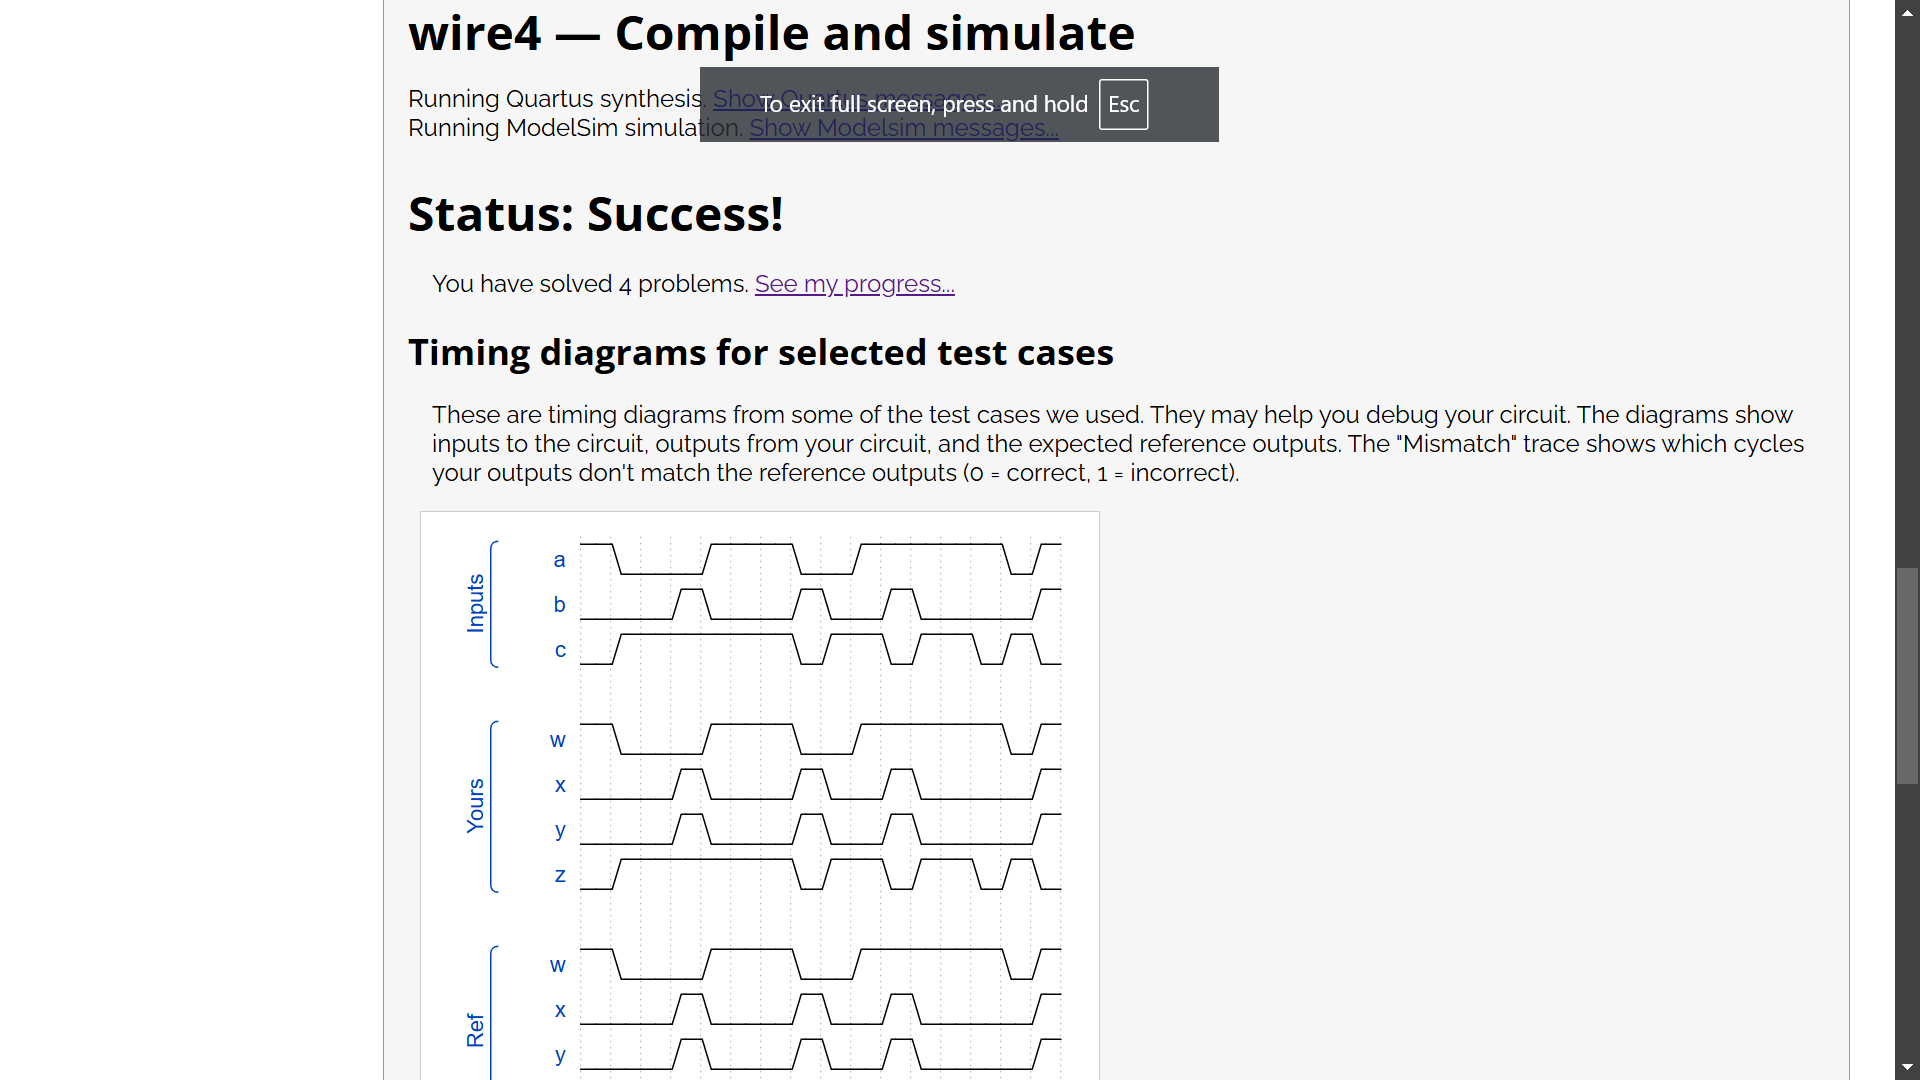 wire4 — Compile and simulate
Running Quartus synthesis. Show Quartus messages...
To exit full screen, press and hold Esc
Running ModelSim simulation. Show Modelsim messages...
Status: Success!
You have solved 4 problems. See my progress...
Timing diagrams for selected test cases
These are timing diagrams from some of the test cases we used. They may help you debug your circuit. The diagrams show
inputs to the circuit, outputs from your circuit, and the expected reference outputs. The "Mismatch" trace shows which cycles
your outputs don't match the reference outputs (0 = correct, 1 = incorrect).
Inputs
a
b
c
Yours
w
x
y
z
Ref
w
x
y